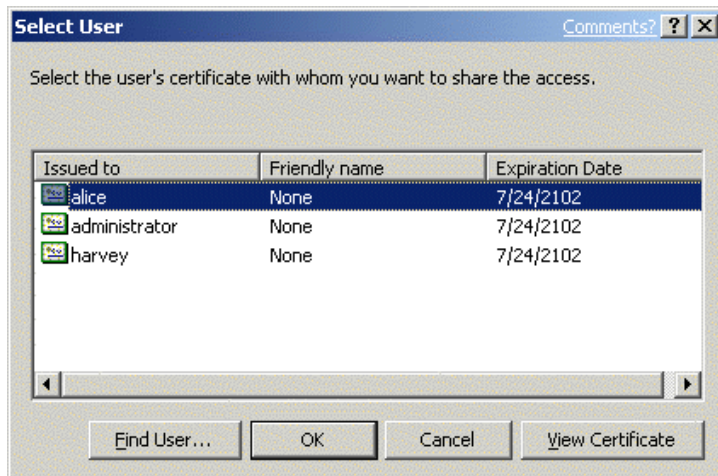 Select User Comments? ? X
Select the user's certificate with whom you want to share the access.
Issued to Friendly name Expiration Date
alice None 7/24/2102
administrator None 7/24/2102
harvey None 7/24/2102
Find User... OK Cancel View Certificate